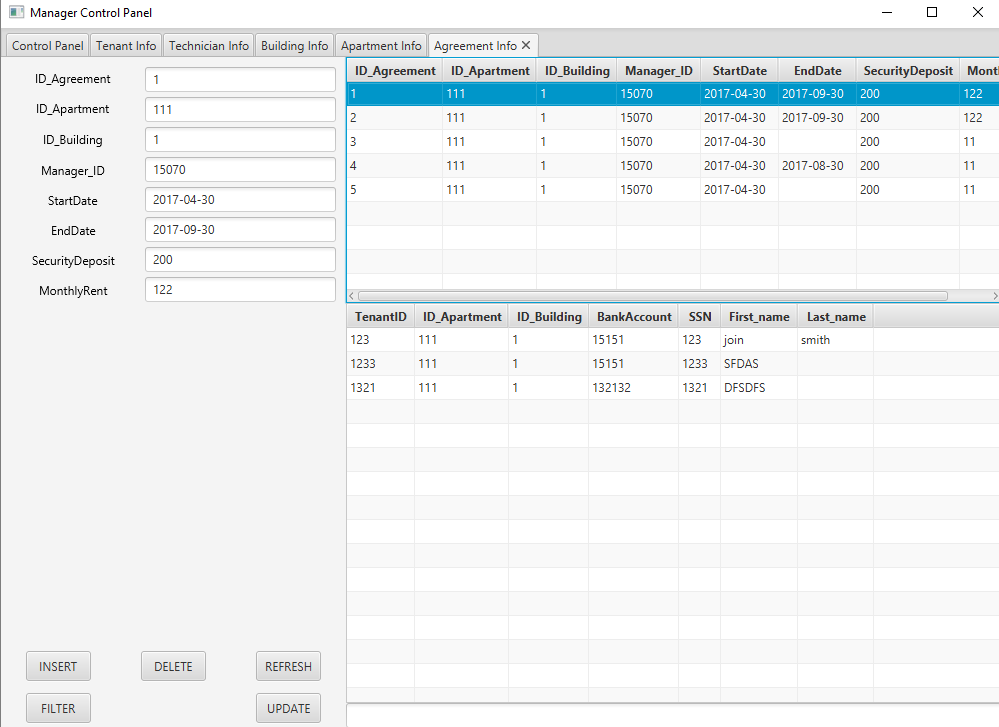 Manager Control Panel
Control Panel Tenant Info Technician Info Building Info Apartment Info Agreement Info
ID_Agreement 1
ID_Apartment 111
ID_Building 1
Manager_ID 15070
StartDate 2017-04-30
EndDate 2017-09-30
SecurityDeposit 200
MonthlyRent 122
ID_Agreement ID_Apartment ID_Building Manager_ID StartDate EndDate SecurityDeposit Mont
1 111 1 15070 2017-04-30 2017-09-30 200 122
2 111 1 15070 2017-04-30 2017-09-30 200 122
3 111 1 15070 2017-04-30 200 11
4 111 1 15070 2017-04-30 2017-08-30 200 11
5 111 1 15070 2017-04-30 200 11
TenantID ID_Apartment ID_Building BankAccount SSN First_name Last_name
123 111 1 15151 123 join smith
1233 111 1 15151 1233 SFDAS
1321 111 1 132132 1321 DFSDFS
INSERT DELETE REFRESH
FILTER UPDATE